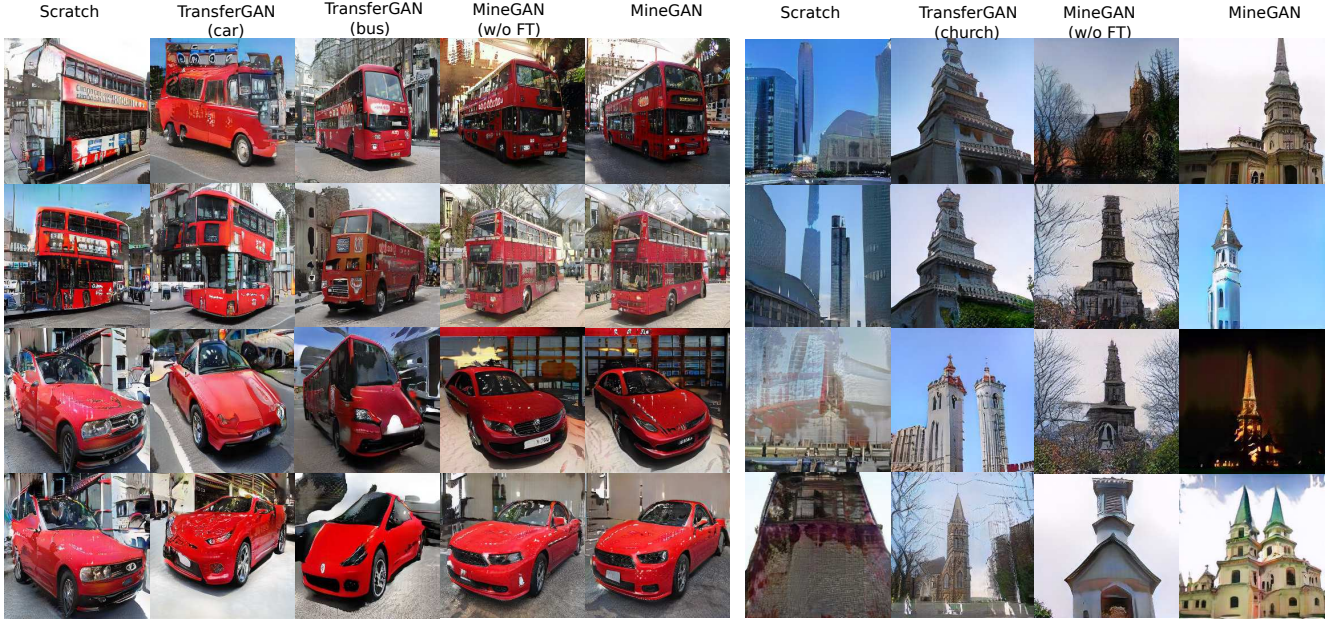 Scratch
TransferGAN
(car)
TransferGAN
(bus)
MineGAN
(w/o FT)
MineGAN
Scratch
TransferGAN
(church)
MineGAN
(w/o FT)
MineGAN